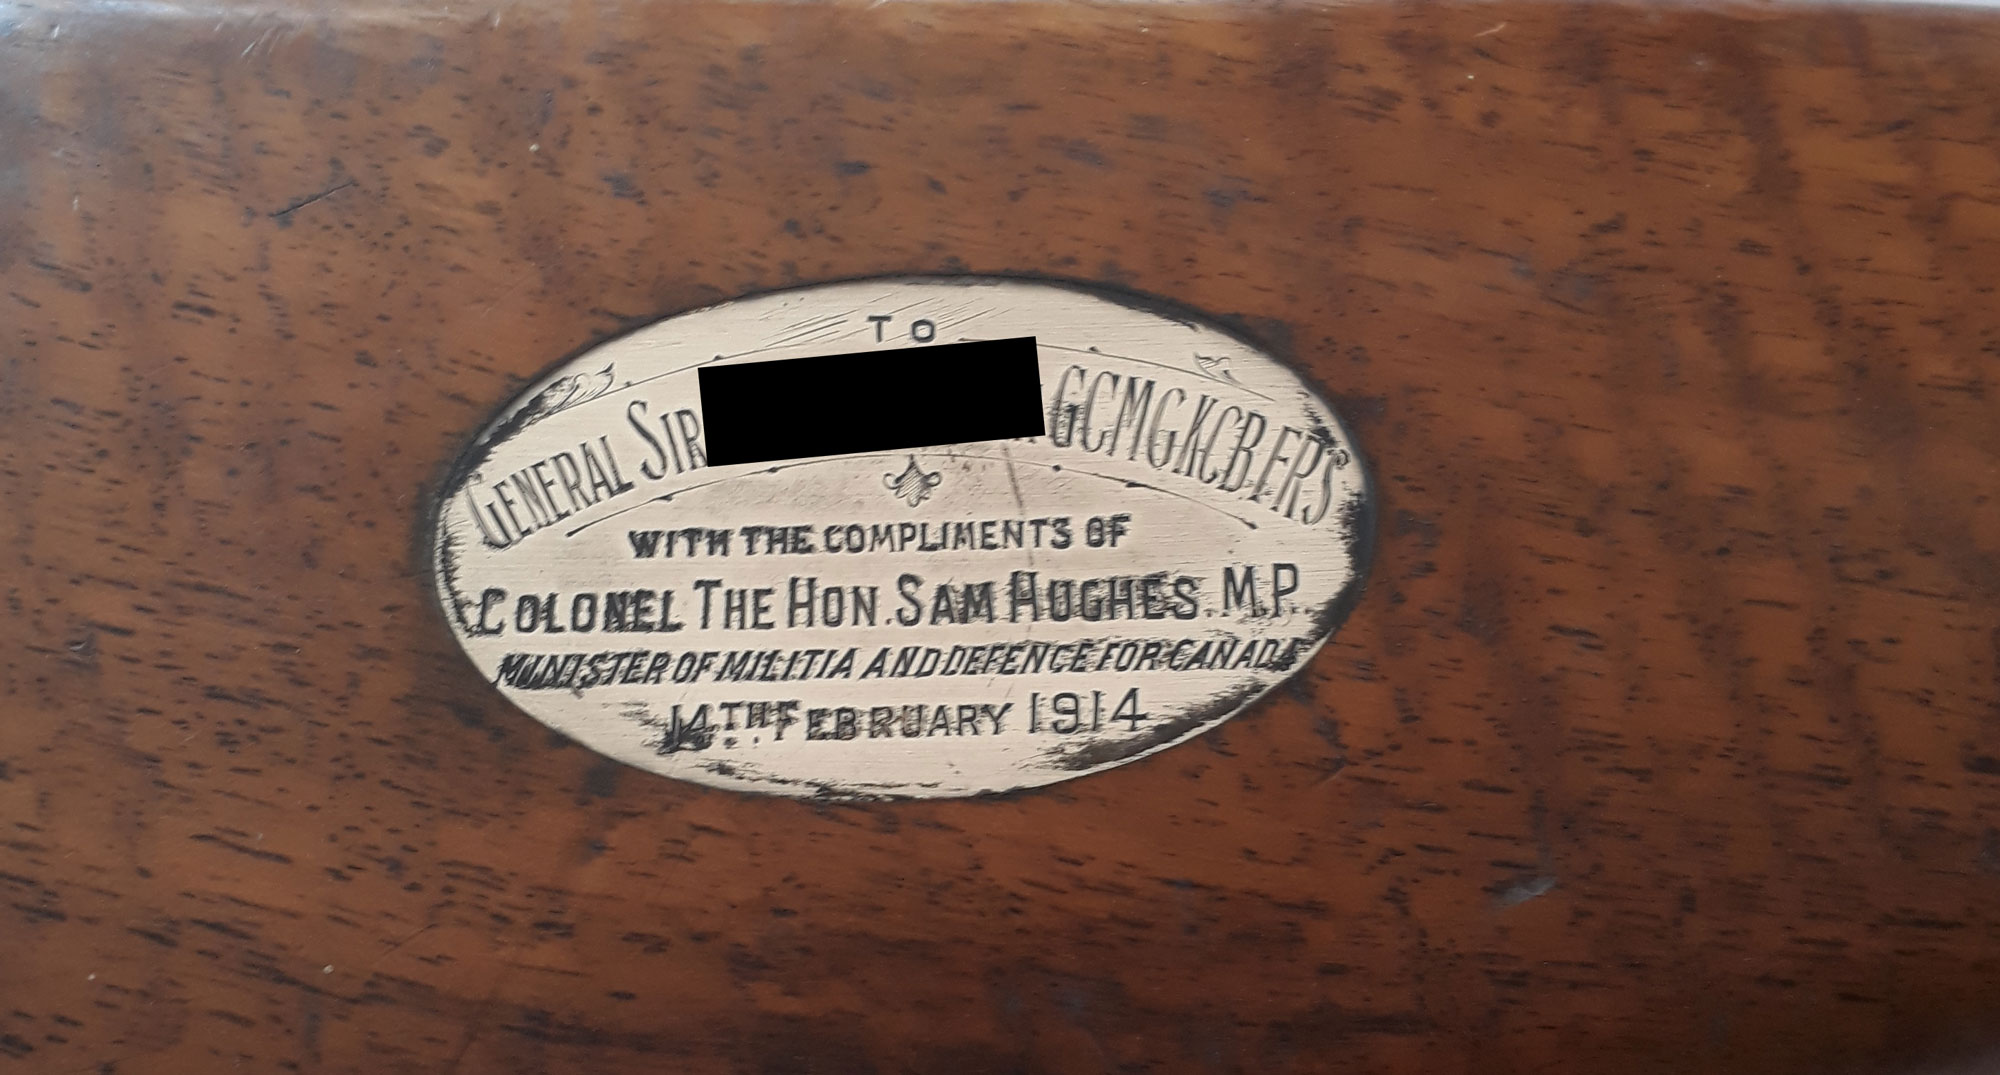 TO
GENERAL SIR GCMG.KCB.FRS
WITH THE COMPLIMENTS OF
COLONEL THE HON. SAM HUGHES. M.P.
MINISTER OF MILITIA AND DEFENCE FOR CANADA
14TH FEBRUARY 1914